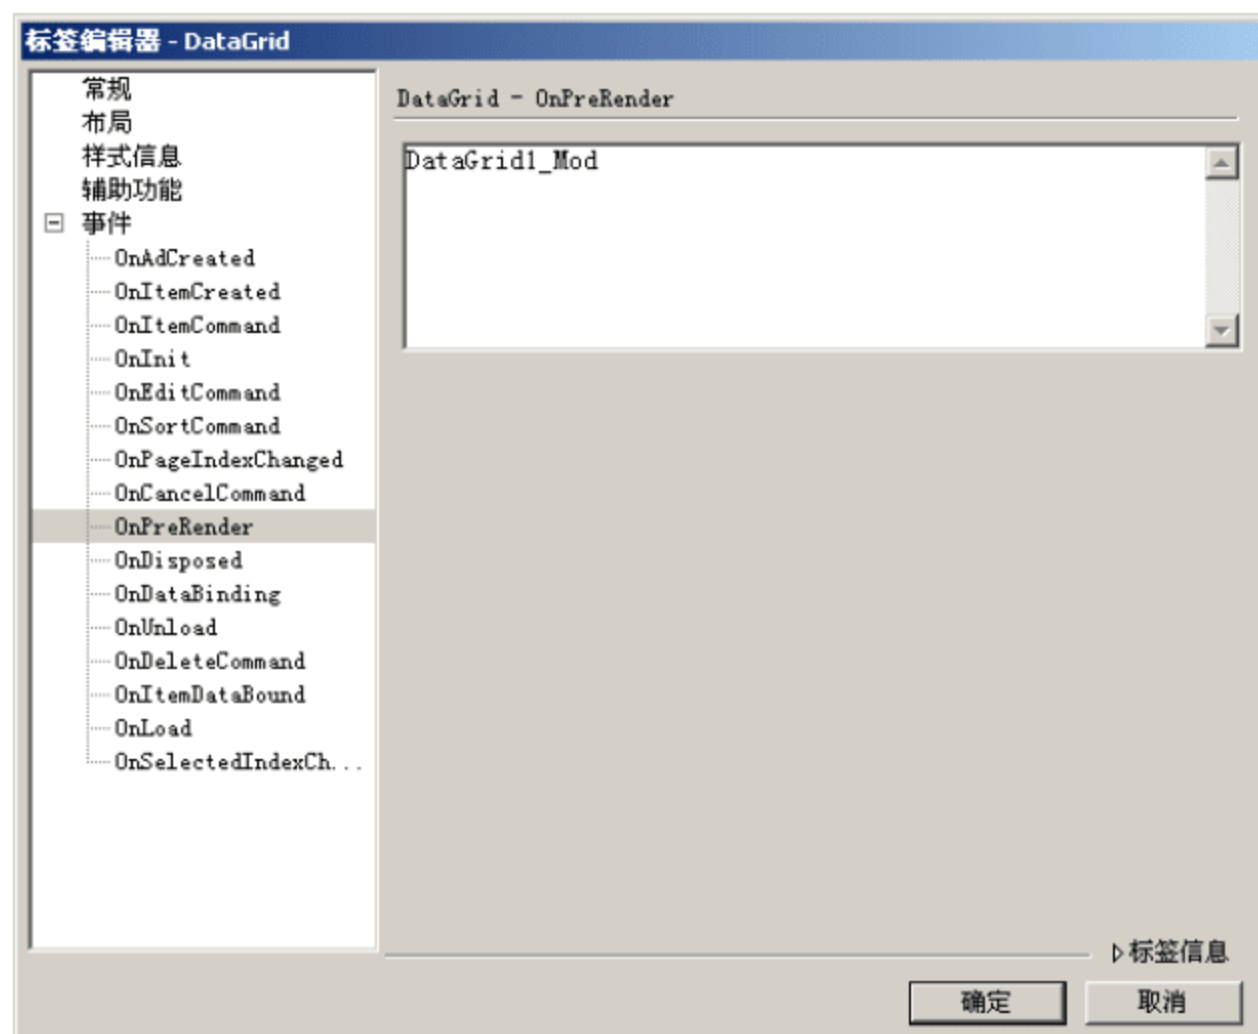 标签编辑器 - DataGrid
常规
布局
样式信息
辅助功能
事件
OnAdCreated
OnItemCreated
OnItemCommand
OnInit
OnEditCommand
OnSortCommand
OnPageIndexChanged
OnCancelCommand
OnPreRender
OnDisposed
OnDataBinding
OnUnload
OnDeleteCommand
OnItemDataBound
OnLoad
OnSelectedIndexCh...
DataGrid - OnPreRender
DataGrid1_Mod
标签信息
确定
取消